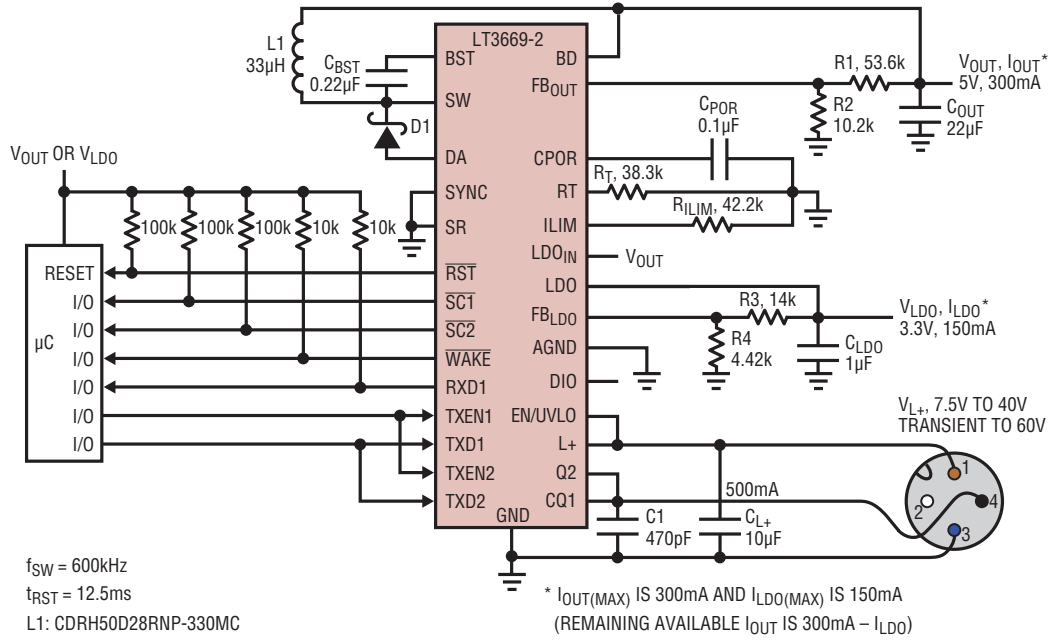 LT3669-2
L1
33µH
CBST
0.22µF
BST
SW
D1
DA
SYNC
SR
RST
SC1
SC2
WAKE
RXD1
TXEN1
TXD1
TXEN2
TXD2
GND
BD
FBOUT
CPOR
RT
ILIM
LDOIN
LDO
FBLDO
AGND
DIO
EN/UVLO
L+
Q2
CQ1
R1, 53.6k
R2
10.2k
VOUT, IOUT*
5V, 300mA
COUT
22µF
CPOR
0.1µF
RT, 38.3k
RILIM, 42.2k
VOUT
R3, 14k
R4
4.42k
VLDO, ILDO*
3.3V, 150mA
CLDO
1µF
VL+, 7.5V TO 40V
TRANSIENT TO 60V
500mA
1
2
4
3
C1
470pF
CL+
10µF
VOUT OR VLDO
100k
100k
100k
10k
10k
µC
RESET
I/O
I/O
I/O
I/O
I/O
I/O
fSW = 600kHz
tRST = 12.5ms
L1: CDRH50D28RNP-330MC
* IOUT(MAX) IS 300mA AND ILDO(MAX) IS 150mA
(REMAINING AVAILABLE IOUT IS 300mA – ILDO)